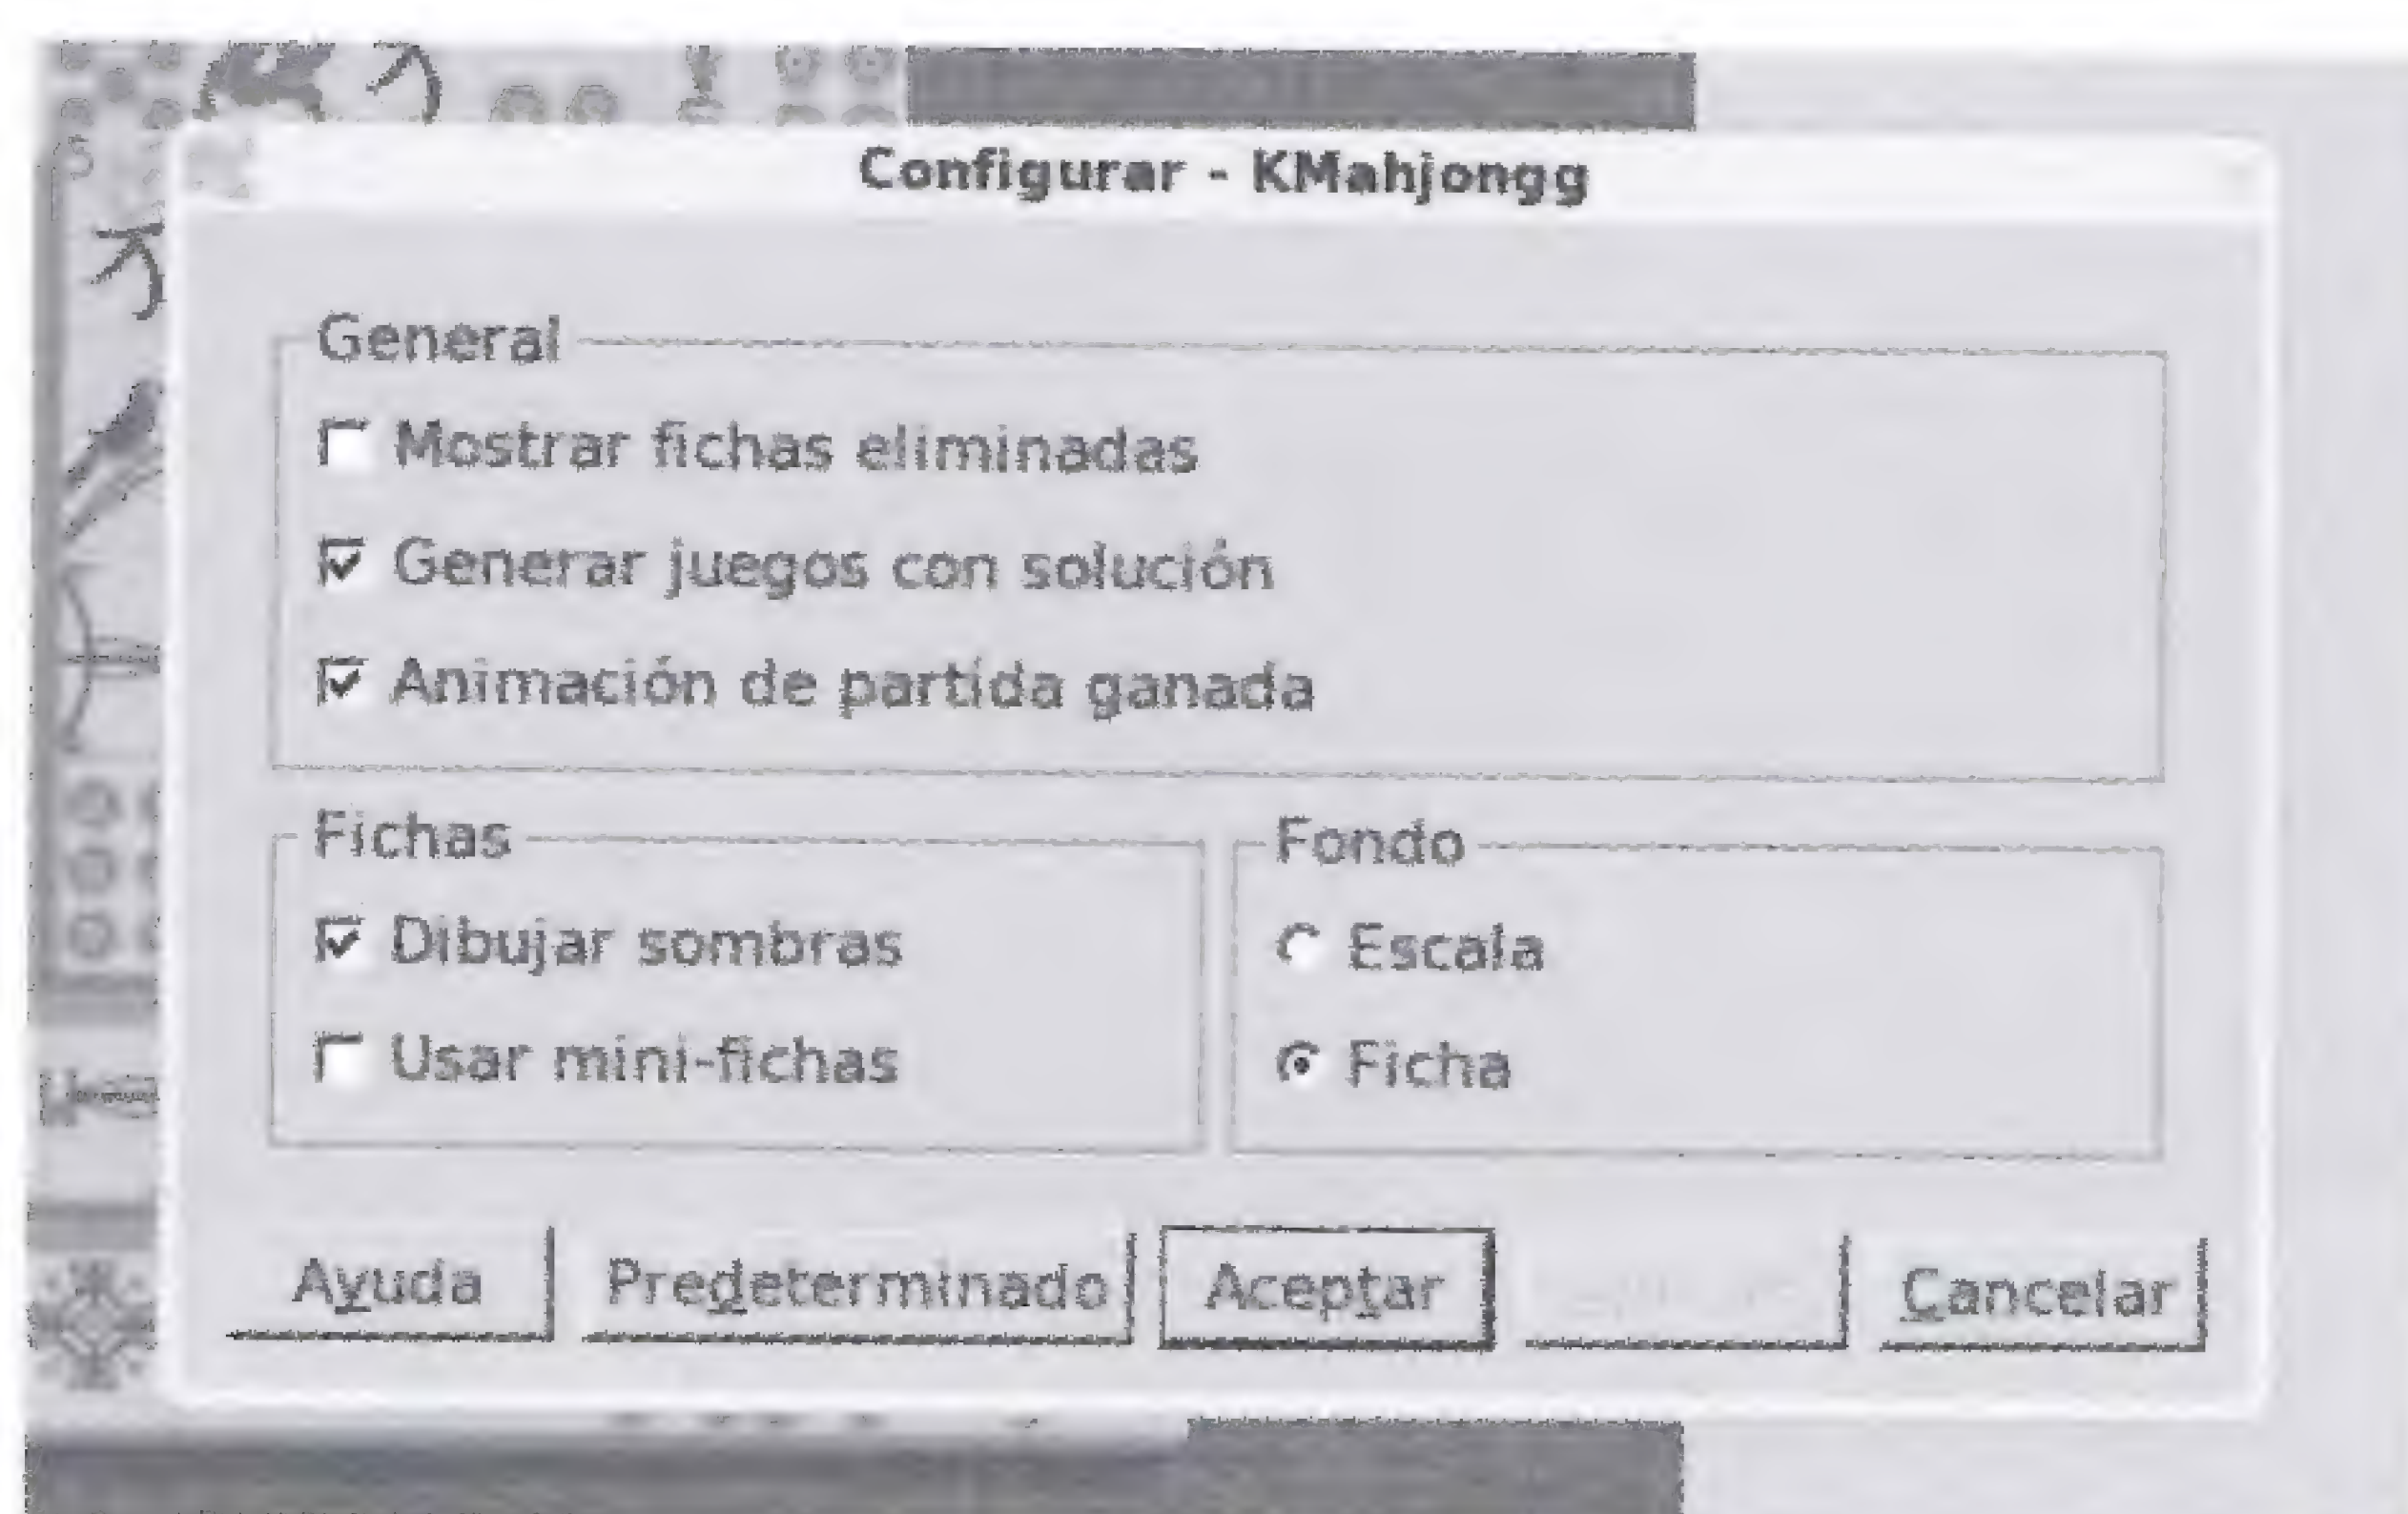 Configurar - KMahjongg
General
Mostrar fichas eliminadas
Generar juegos con solución
Animación de partida ganada
Fichas
Dibujar sombras
Usar mini-fichas
Fondo
Escala
Ficha
Ayuda
Predeterminado
Aceptar
Cancelar